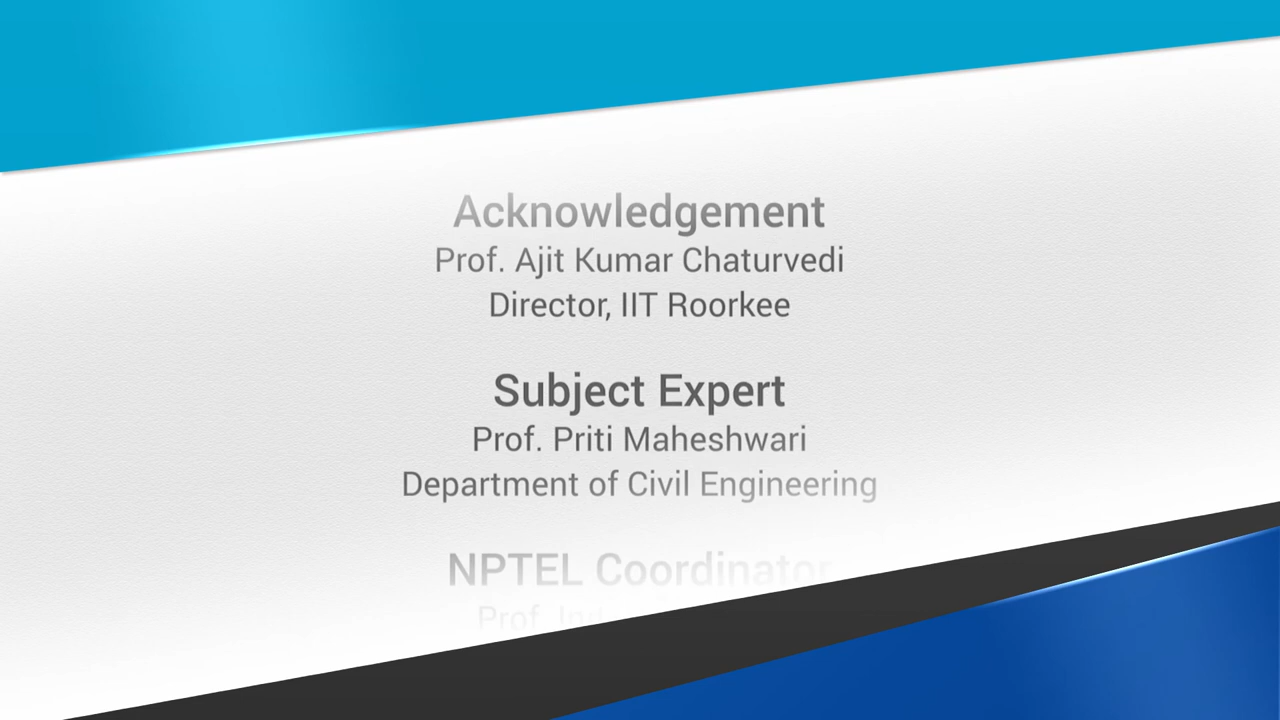 Acknowledgement
Prof. Ajit Kumar Chaturvedi
Director, IIT Roorkee
Subject Expert
Prof. Priti Maheshwari
Department of Civil Engineering
NPTEL Coordinator
Prof.